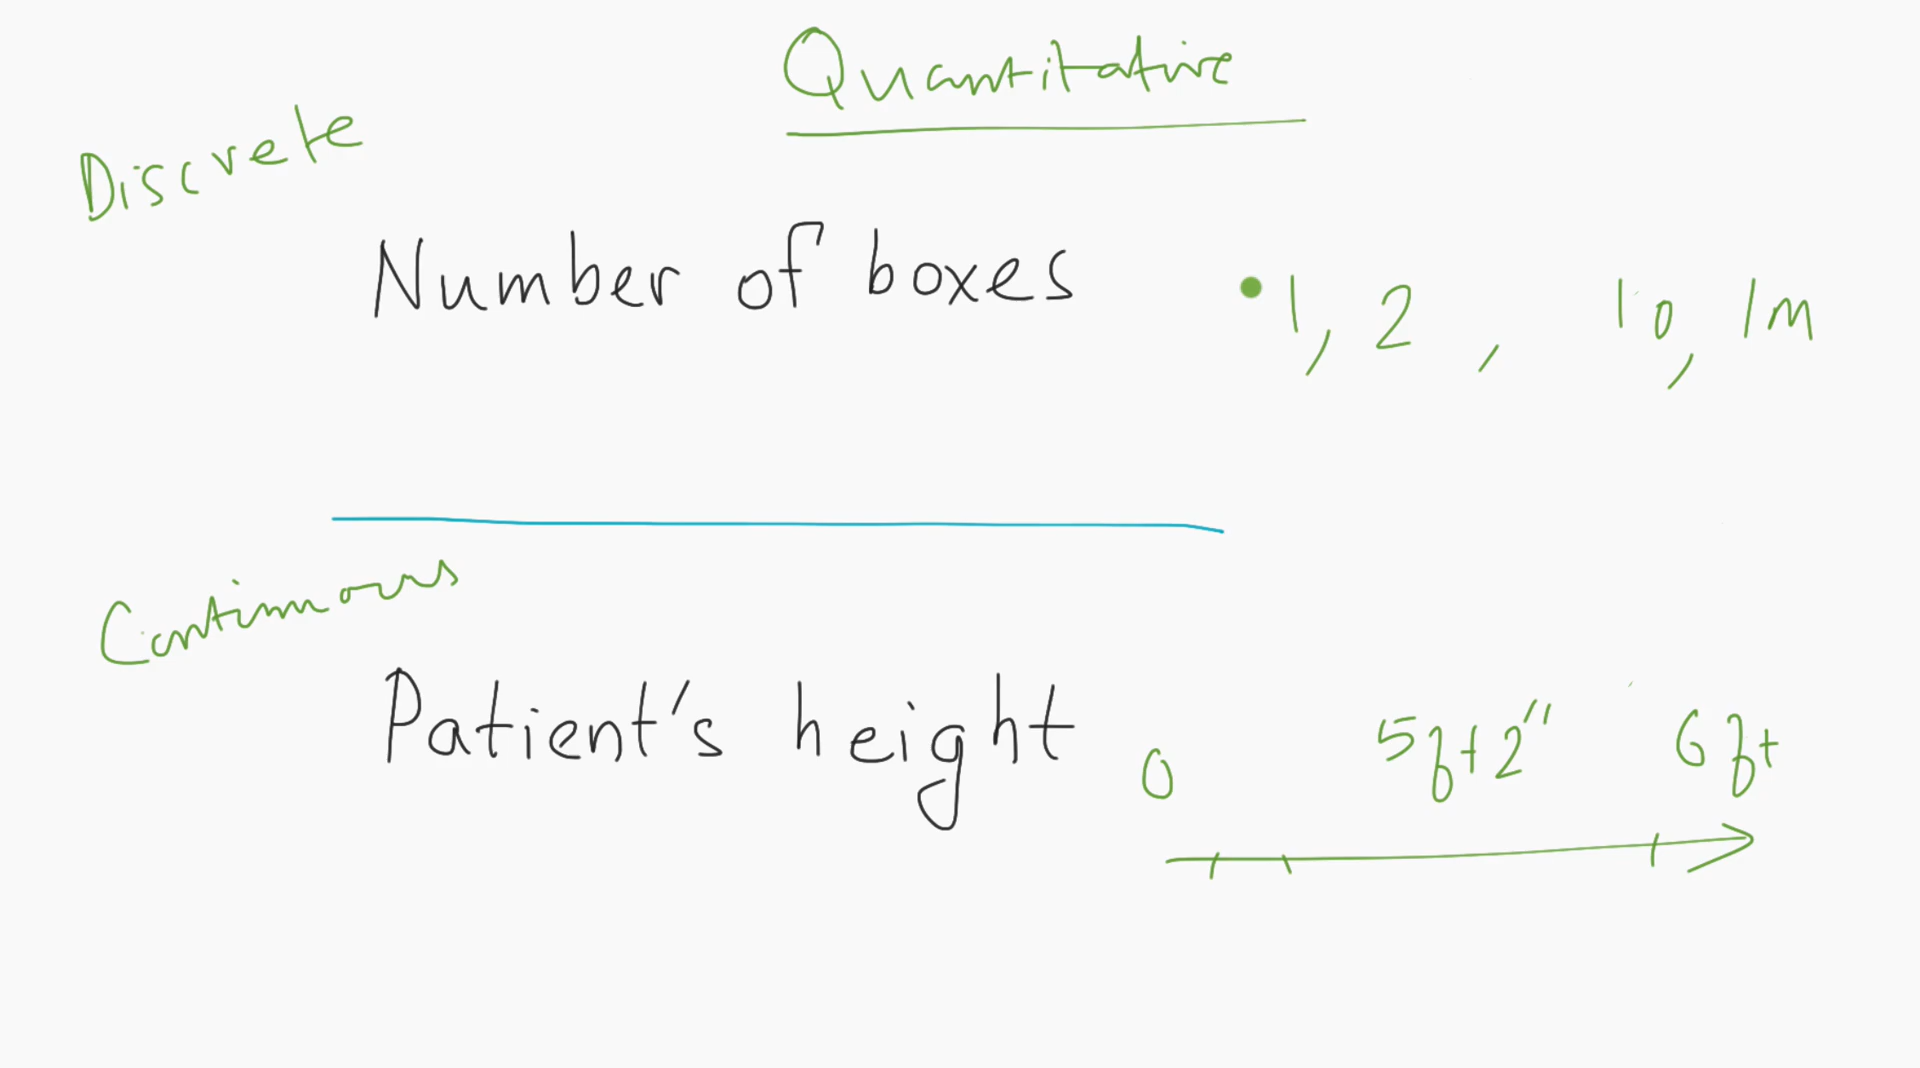 Quantitative
Discrete
Number of boxes 1, 2, 10, 1m
Continuous
Patient's height 0 5ft 2" 6ft